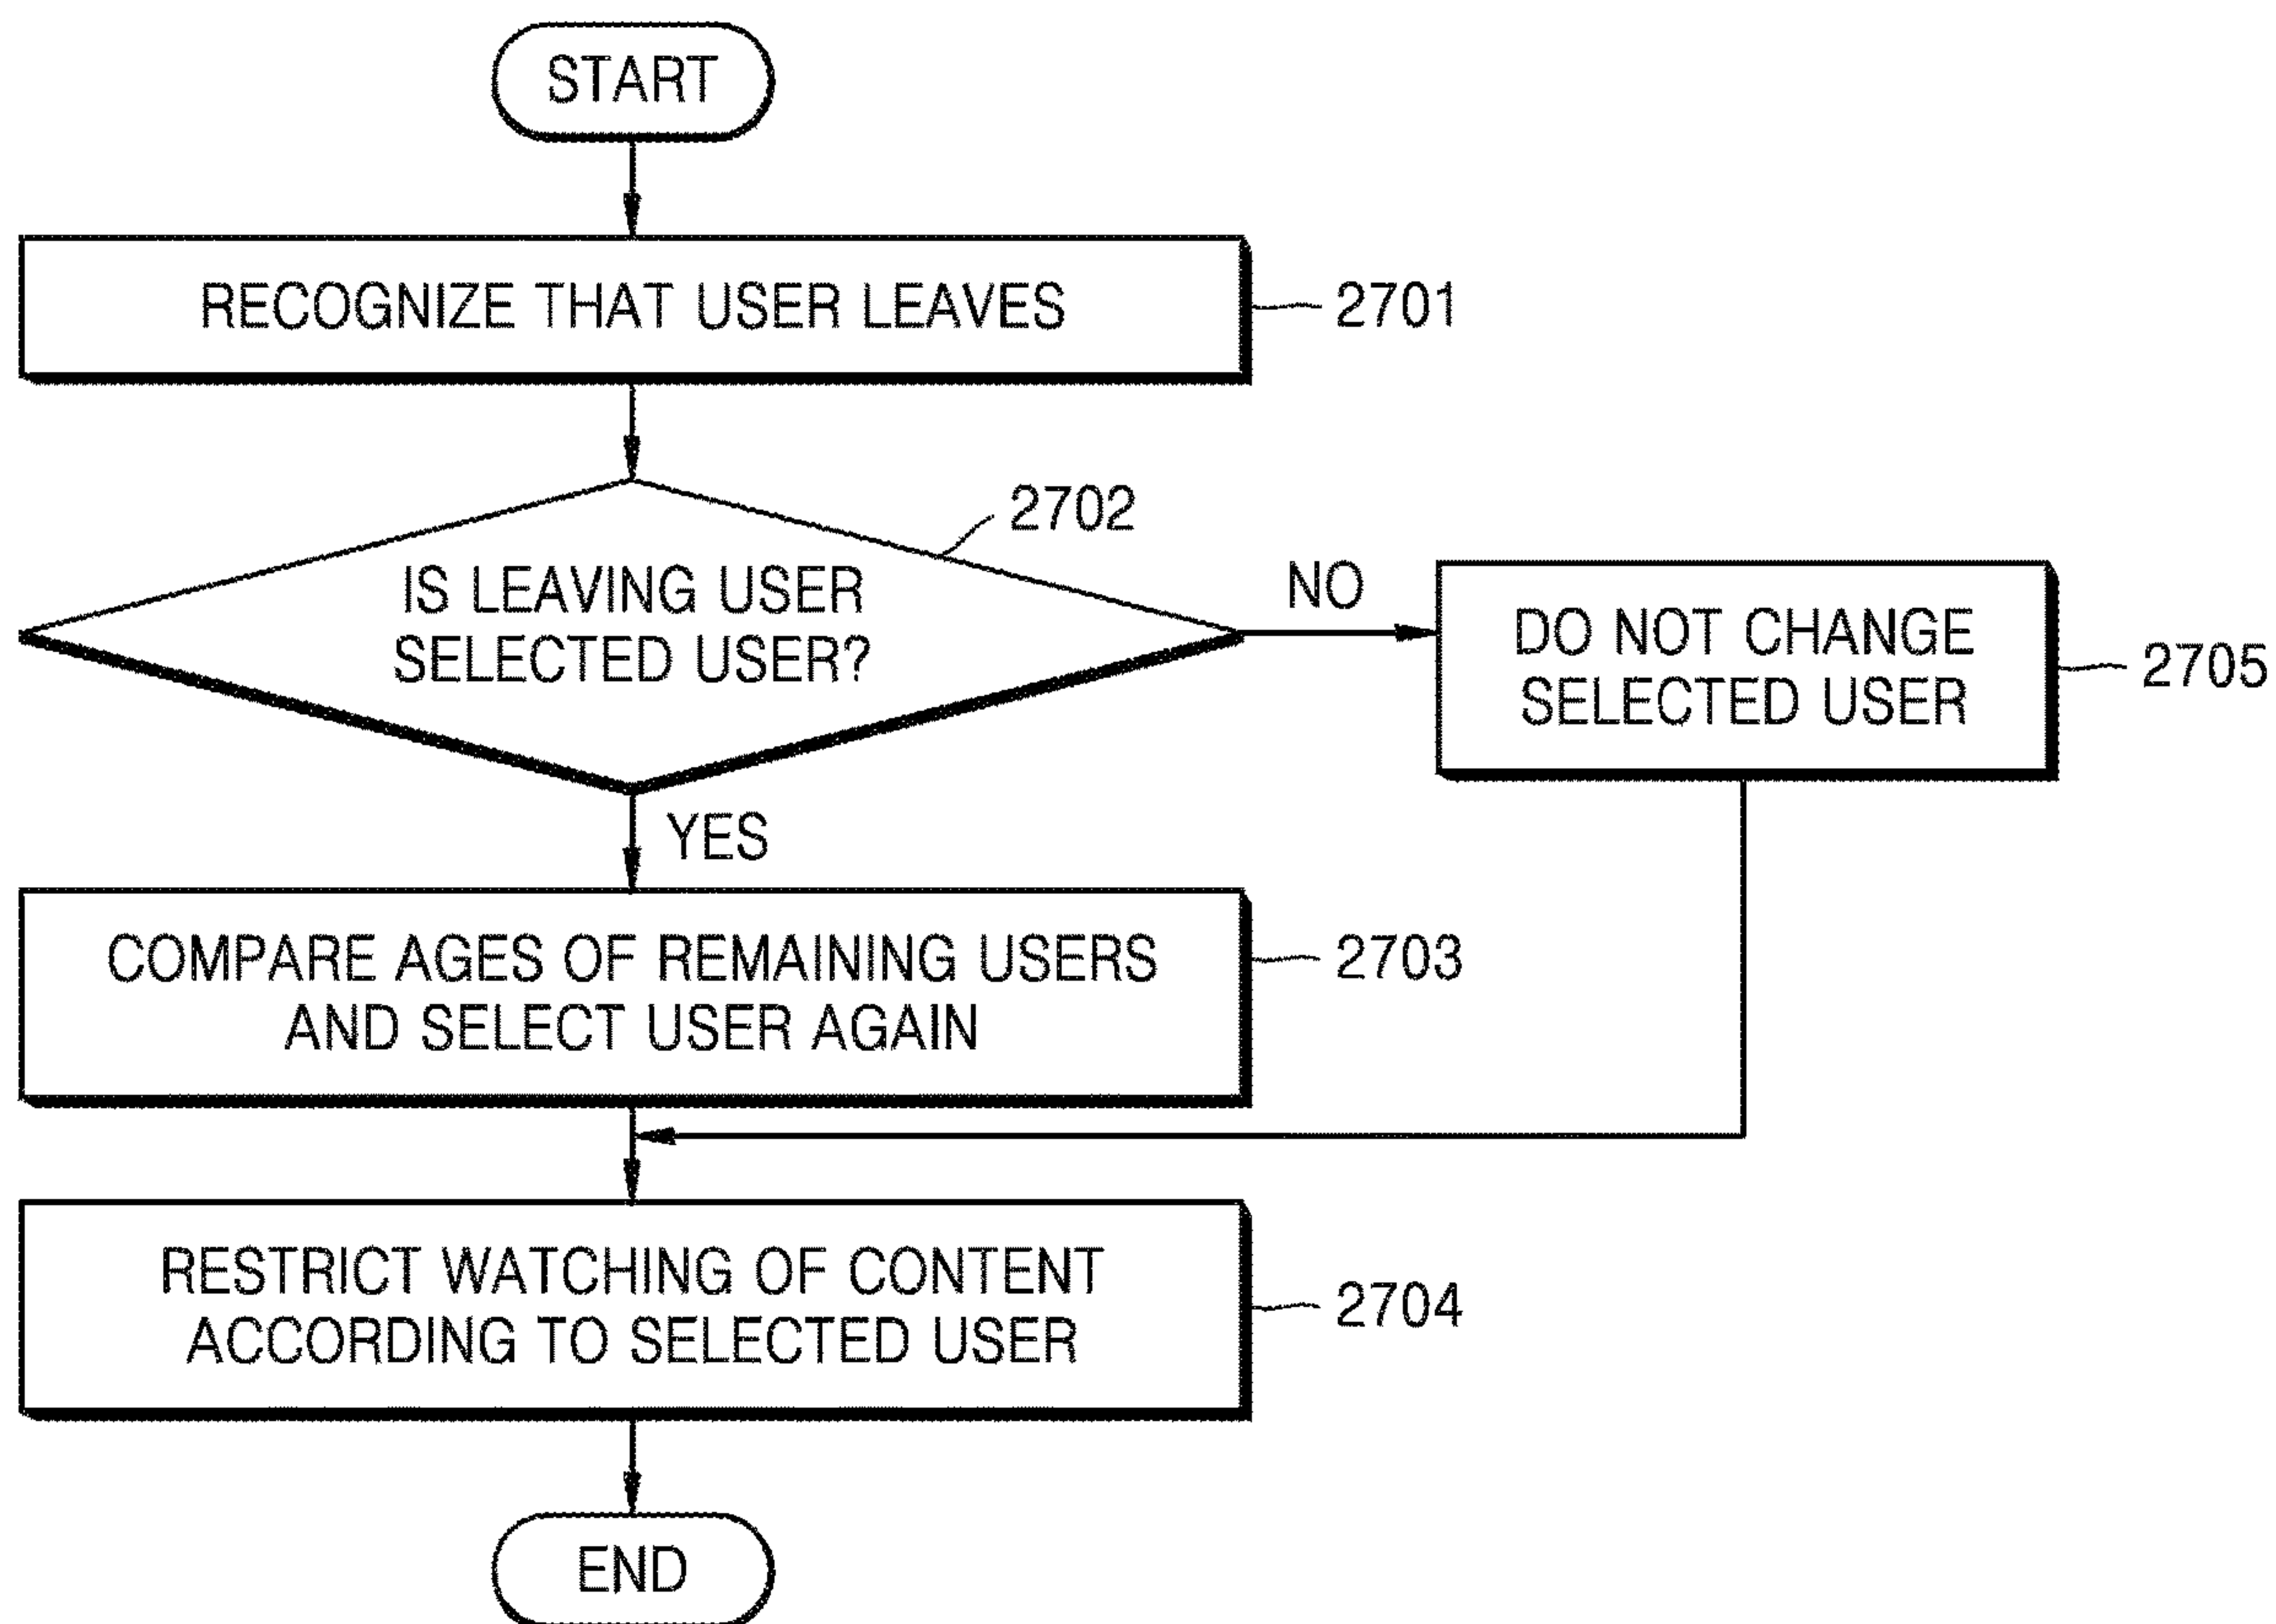 START
RECOGNIZE THAT USER LEAVES
2701
2702
IS LEAVING USER
SELECTED USER?
NO
DO NOT CHANGE
SELECTED USER
2705
YES
COMPARE AGES OF REMAINING USERS
AND SELECT USER AGAIN
2703
RESTRICT WATCHING OF CONTENT
ACCORDING TO SELECTED USER
2704
END